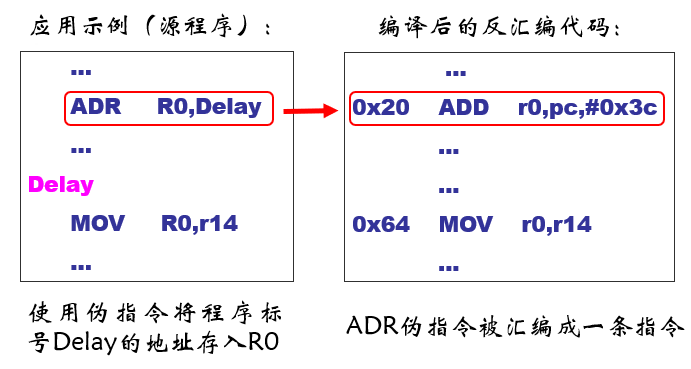 应用示例（源程序）：
…
ADR R0,Delay
…
Delay
MOV R0,r14
…
使用伪指令将程序标
号Delay的地址存入R0
编译后的反汇编代码：
…
0x20 ADD r0,pc,#0x3c
…
…
0x64 MOV r0,r14
…
ADR伪指令被汇编成一条指令